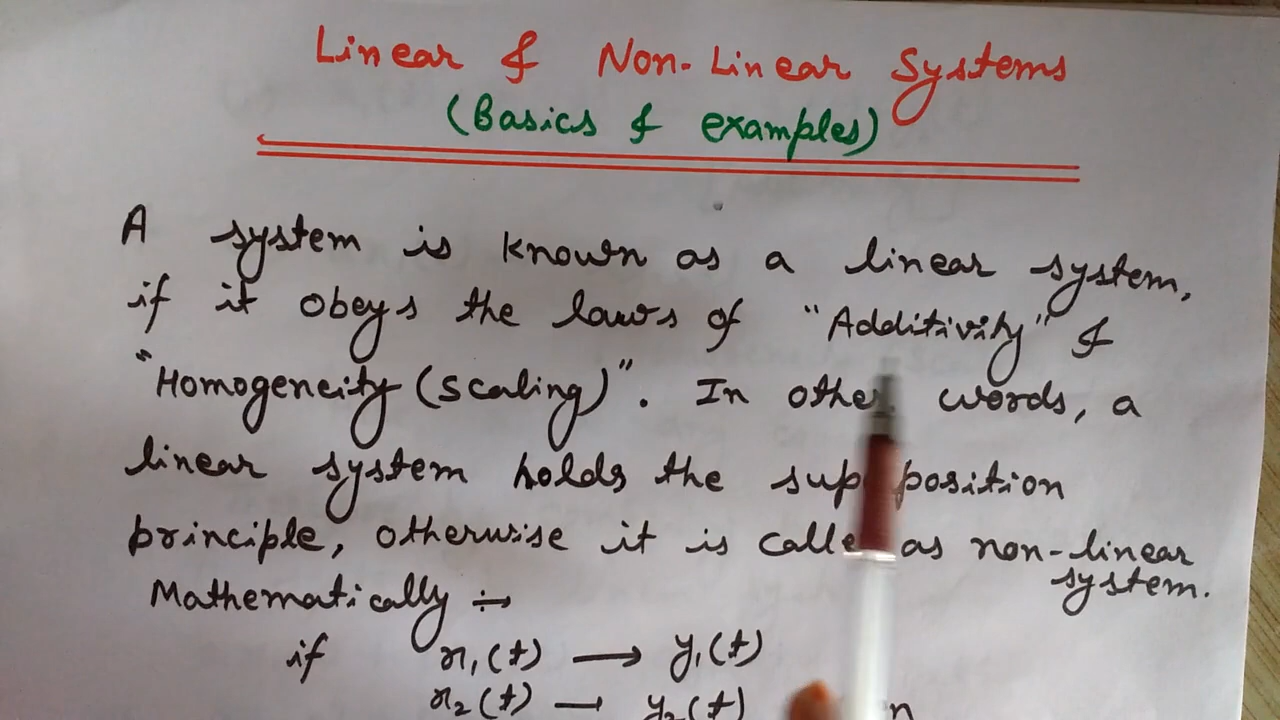 Linear & Non-Linear Systems
(Basics & examples)
A system is known as a linear system,
if it obeys the laws of "Additivity" &
"Homogeneity (scaling)". In other words, a
linear system holds the superposition
principle, otherwise it is called as non-linear
system.
Mathematically :→
if x₁(t) → y₁(t)
x₂(t) → y₂(t)